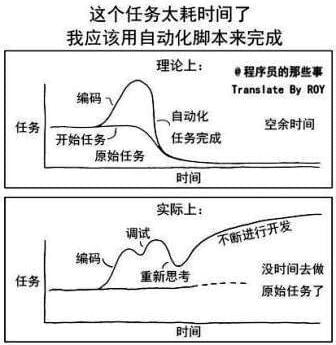 这个任务太耗时间了
我应该用自动化脚本来完成
理论上：
@程序员的那些事
Translate By ROY
编码
自动化
任务完成
空余时间
任务
开始任务
原始任务
时间
实际上：
不断进行开发
调试
编码
重新思考
没时间去做
原始任务了
任务
时间